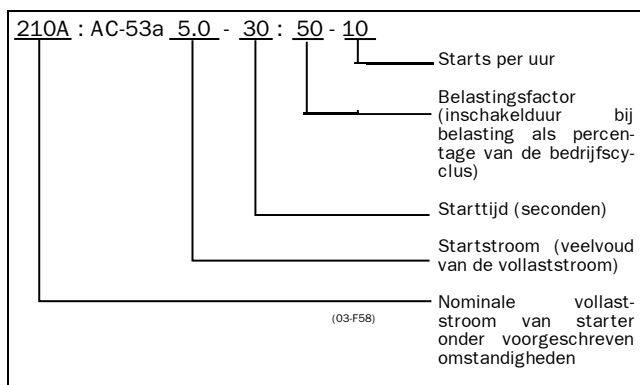 210A : AC-53a 5.0 - 30 : 50 - 10
Starts per uur
Belastingsfactor
(inschakelduur bij
belasting als percen-
tage van de bedrijfscy-
clus)
Starttijd (seconden)
Startstroom (veelvoud
van de vollaststroom)
Nominale vollast-
stroom van starter
onder voorgeschreven
omstandigheden
(03-F58)